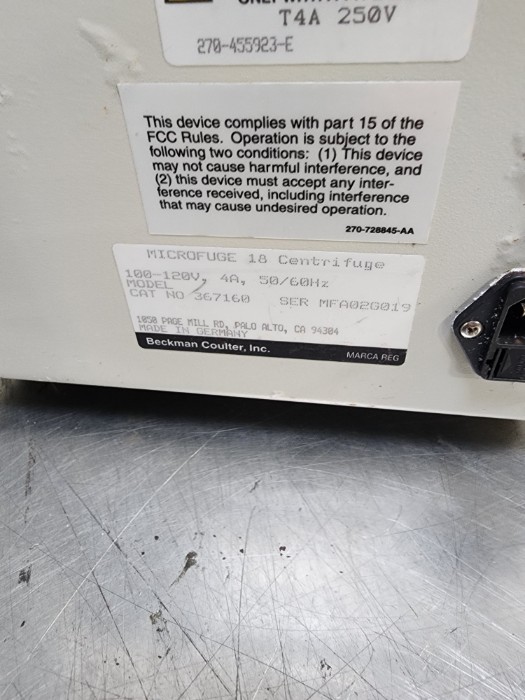 T4A 250V
270-455923-E
This device complies with part 15 of the
FCC Rules. Operation is subject to the
following two conditions: (1) This device
may not cause harmful interference, and
(2) this device must accept any inter-
ference received, including interference
that may cause undesired operation.
270-728845-AA
MICROFUGE 18 Centrifuge
100-120V, 4A, 50/60Hz
MODEL
CAT NO 367160 SER MFA02G019
1050 PAGE MILL RD, PALO ALTO, CA 94304
MADE IN GERMANY
Beckman Coulter, Inc. MARCA REG